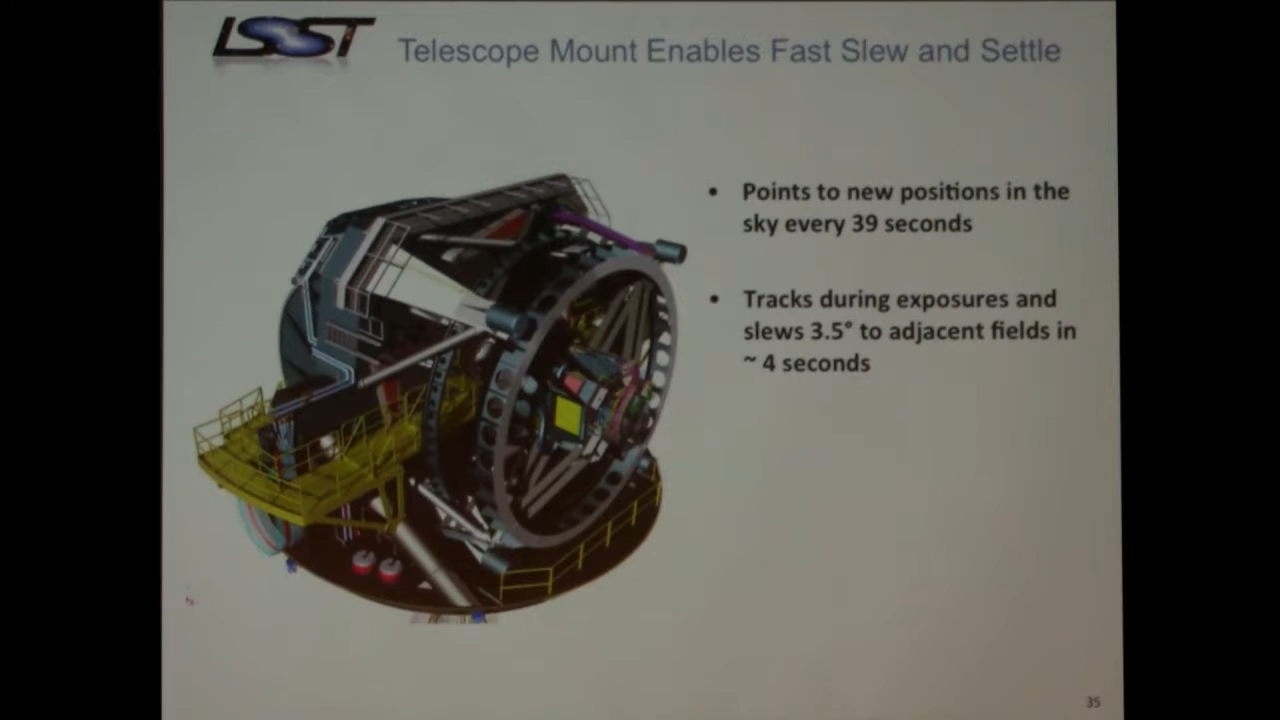 LSST
Telescope Mount Enables Fast Slew and Settle
• Points to new positions in the
sky every 39 seconds
• Tracks during exposures and
slews 3.5° to adjacent fields in
~ 4 seconds
35